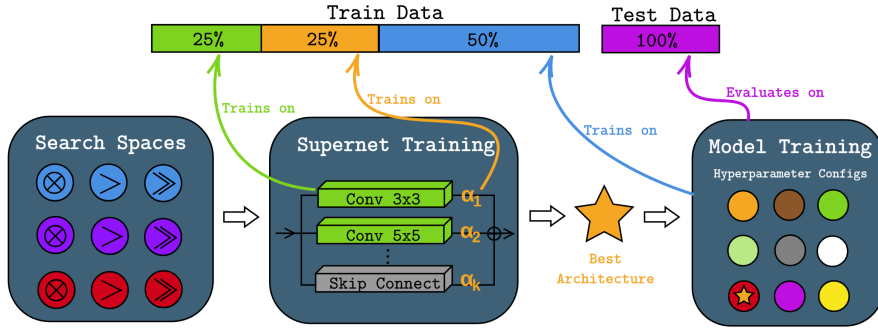 Train Data
Test Data
25%
25%
50%
100%
Trains on
Trains on
Trains on
Evaluates on
Search Spaces
Supernet Training
Conv 3x3
α1
Conv 5x5
α2
Skip Connect
αk
Best
Architecture
Model Training
Hyperparameter Configs